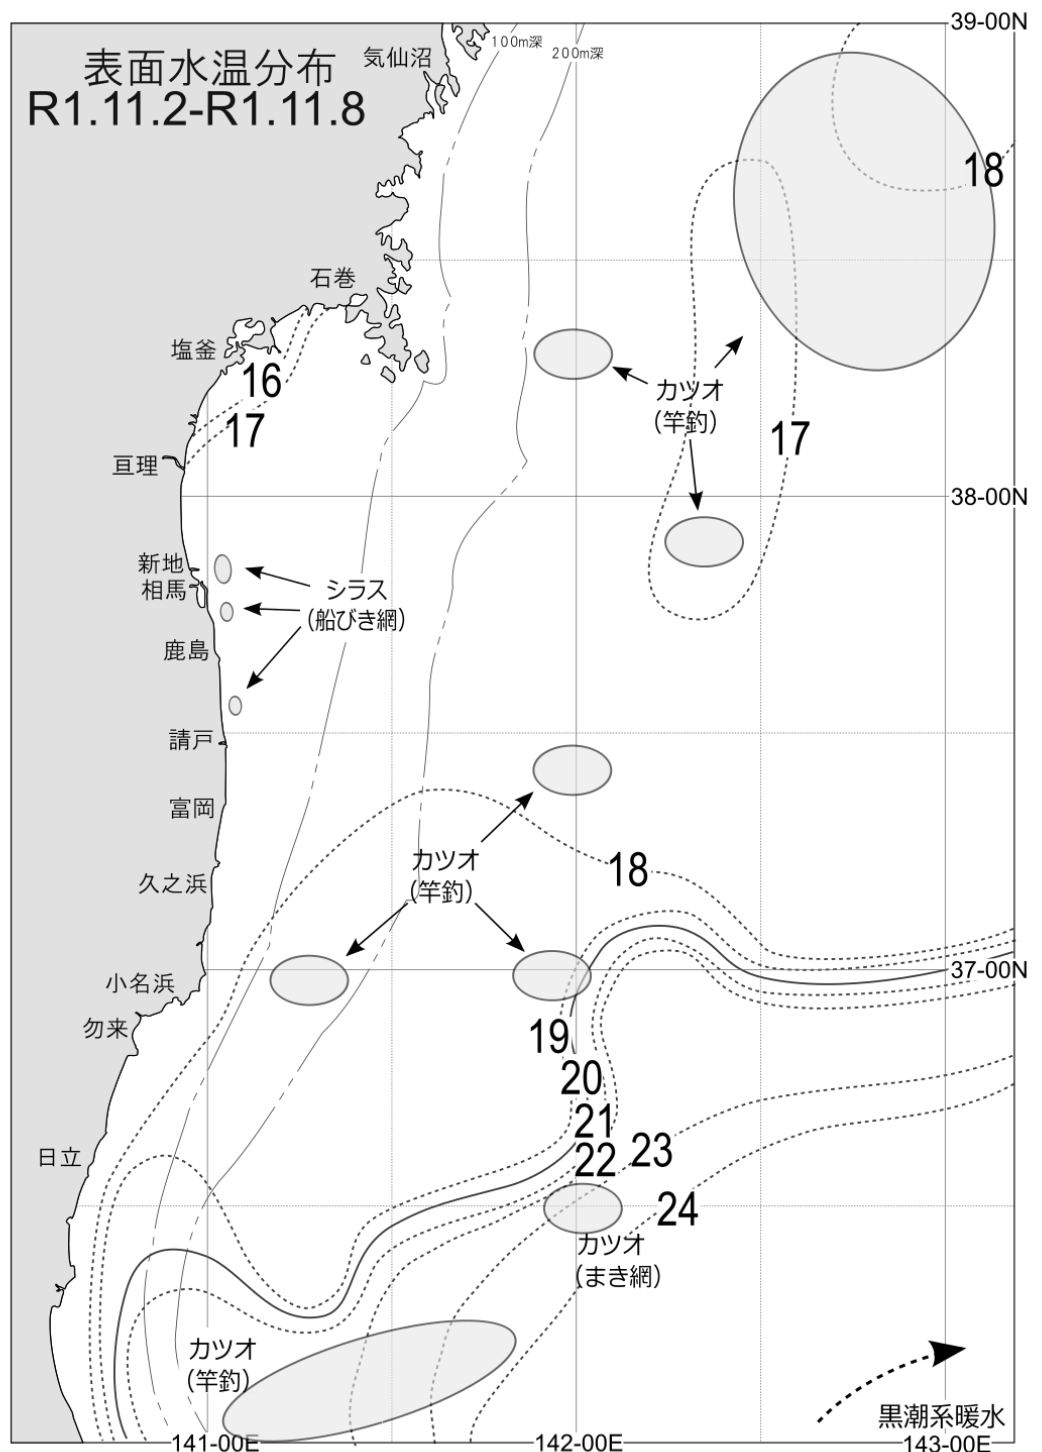 39-00N
100m深
200m深
気仙沼
表面水温分布
R1.11.2-R1.11.8
18
石巻
塩釜
16
17
カツオ
(竿釣)
17
亘理
38-00N
新地
相馬
シラス
(船びき網)
鹿島
請戸
富岡
カツオ
(竿釣)
18
久之浜
小名浜
37-00N
勿来
19
20
21
22
23
24
日立
カツオ
(まき網)
カツオ
(竿釣)
黒潮系暖水
141-00E
142-00E
143-00E